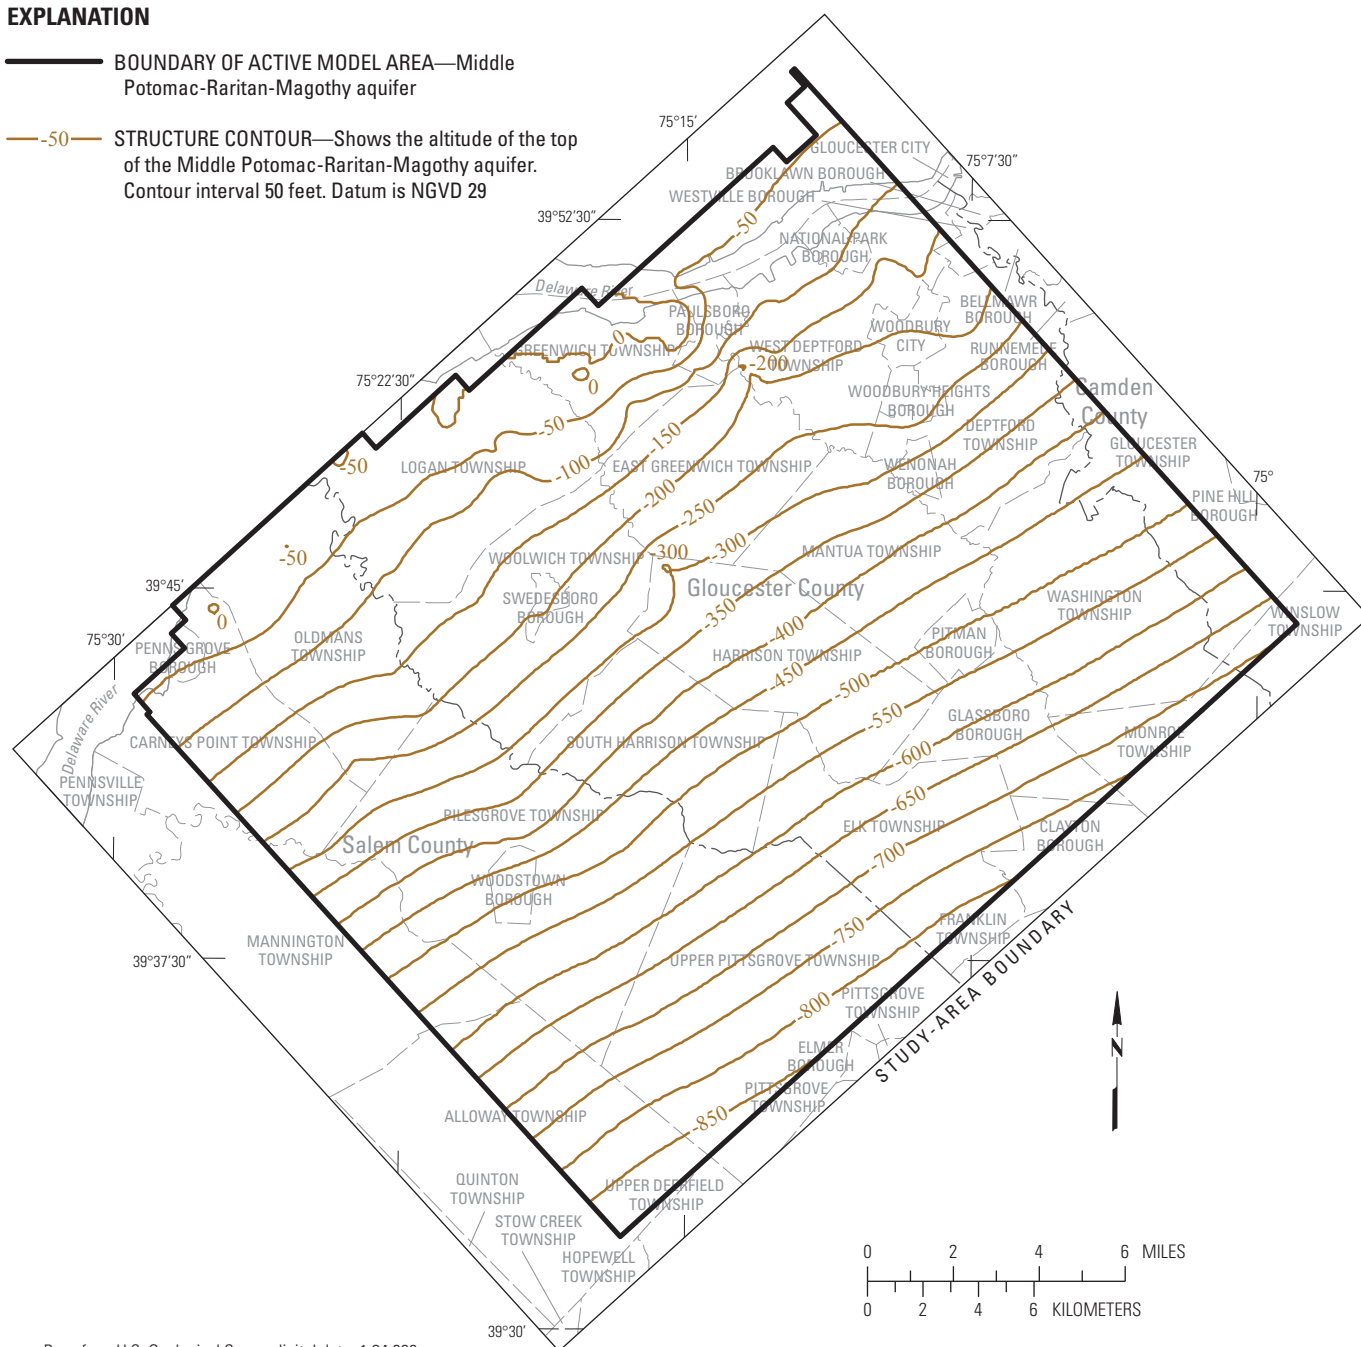 EXPLANATION
BOUNDARY OF ACTIVE MODEL AREA—Middle
Potomac-Raritan-Magothy aquifer
-50
STRUCTURE CONTOUR—Shows the altitude of the top
of the Middle Potomac-Raritan-Magothy aquifer.
Contour interval 50 feet. Datum is NGVD 29
75°15’
75°7’30”
39°52’30”
75°22’30”
39°45’
75°30’
75°
39°37’30”
39°30’
GLOUCESTER CITY
BROOKLAWN BOROUGH
WESTVILLE BOROUGH
-50
NATIONAL PARK
BOROUGH
Delaware River
PAULSBORO
BOROUGH
BELLMAWR
BOROUGH
WOODBURY
CITY
0
GREENWICH TOWNSHIP
WEST DEPTFORD
TOWNSHIP
-200
RUNNEMEDE
BOROUGH
0
WOODBURY HEIGHTS
BOROUGH
Camden
County
-50
-150
DEPTFORD
TOWNSHIP
GLOUCESTER
TOWNSHIP
-50
LOGAN TOWNSHIP
-100
EAST GREENWICH TOWNSHIP
WENONAH
BOROUGH
-200
PINE HILL
BOROUGH
-250
-50
WOOLWICH TOWNSHIP
-300
-300
MANTUA TOWNSHIP
Gloucester County
SWEDESBORO
BOROUGH
WASHINGTON
TOWNSHIP
WINSLOW
TOWNSHIP
0
-350
-400
PENNS GROVE
BOROUGH
OLDMANS
TOWNSHIP
HARRISON TOWNSHIP
PITMAN
BOROUGH
-450
-500
Delaware River
CARNEYS POINT TOWNSHIP
SOUTH HARRISON TOWNSHIP
-550
GLASSBORO
BOROUGH
MONROE
TOWNSHIP
PENNSVILLE
TOWNSHIP
-600
-650
PILESGROVE TOWNSHIP
ELK TOWNSHIP
CLAYTON
BOROUGH
Salem County
-700
WOODSTOWN
BOROUGH
-750
FRANKLIN
TOWNSHIP
MANNINGTON
TOWNSHIP
UPPER PITTSGROVE TOWNSHIP
-800
PITTSGROVE
TOWNSHIP
STUDY-AREA BOUNDARY
ELMER
BOROUGH
PITTSGROVE
TOWNSHIP
N
ALLOWAY TOWNSHIP
-850
QUINTON
TOWNSHIP
UPPER DEERFIELD
TOWNSHIP
STOW CREEK
TOWNSHIP
HOPEWELL
TOWNSHIP
0 2 4 6 MILES
0 2 4 6 KILOMETERS